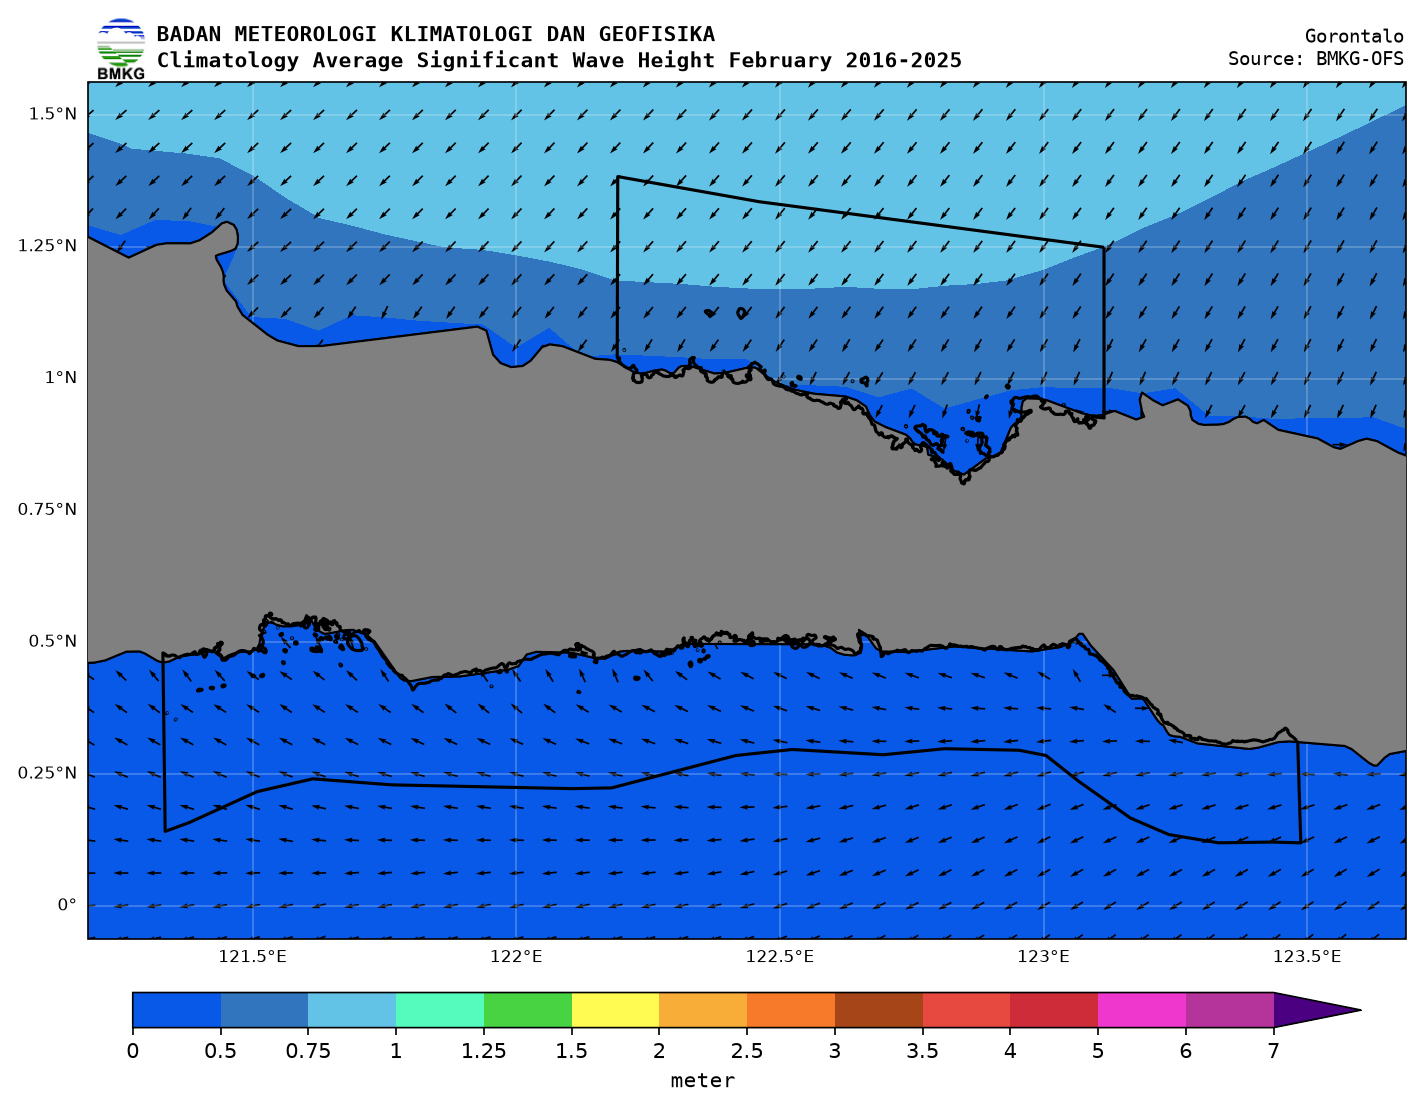 BADAN METEOROLOGI KLIMATOLOGI DAN GEOFISIKA
Climatology Average Significant Wave Height February 2016-2025
BMKG
Gorontalo
Source: BMKG-OFS
1.5°N
1.25°N
1°N
0.75°N
0.5°N
0.25°N
0°
121.5°E 122°E 122.5°E 123°E 123.5°E
0 0.5 0.75 1 1.25 1.5 2 2.5 3 3.5 4 5 6 7
meter